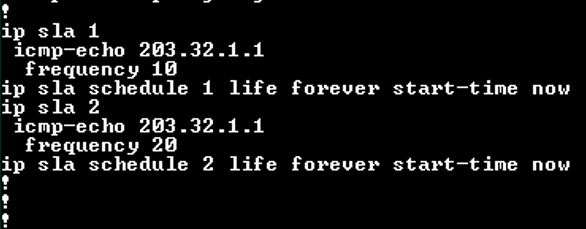 !
ip sla 1
icmp-echo 203.32.1.1
frequency 10
ip sla schedule 1 life forever start-time now
ip sla 2
icmp-echo 203.32.1.1
frequency 20
ip sla schedule 2 life forever start-time now
!
!
!